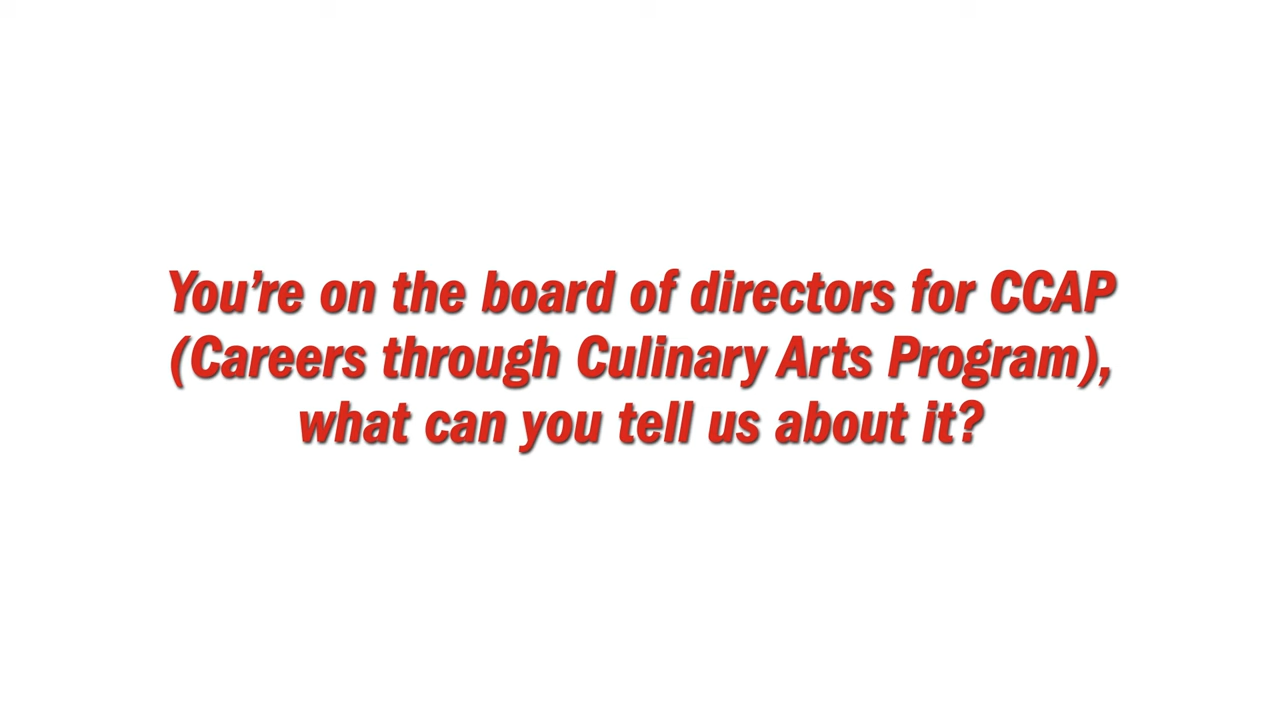 You’re on the board of directors for CCAP
(Careers through Culinary Arts Program),
what can you tell us about it?